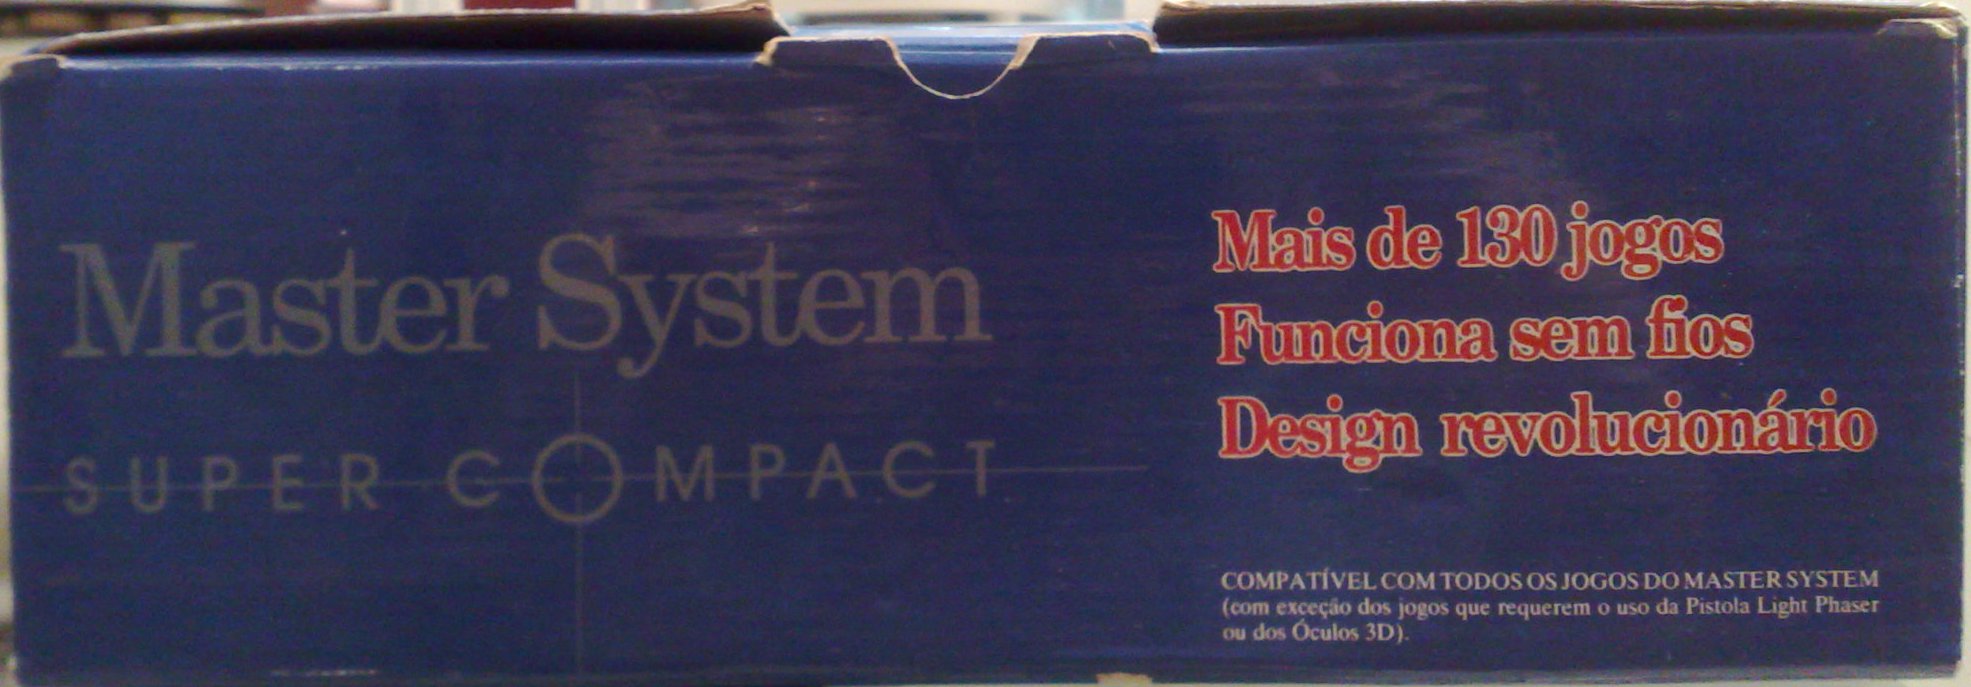 Master System
SUPER COMPACT
Mais de 130 jogos
Funciona sem fios
Design revolucionário
COMPATÍVEL COM TODOS OS JOGOS DO MASTER SYSTEM
(com exceção dos jogos que requerem o uso da Pistola Light Phaser
ou dos Óculos 3D).